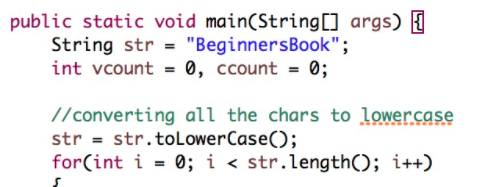 public static void main(String[] args) {
String str = "BeginnersBook";
int vcount = 0, ccount = 0;
//converting all the chars to lowercase
str = str.toLowerCase();
for(int i = 0; i < str.length(); i++)
{